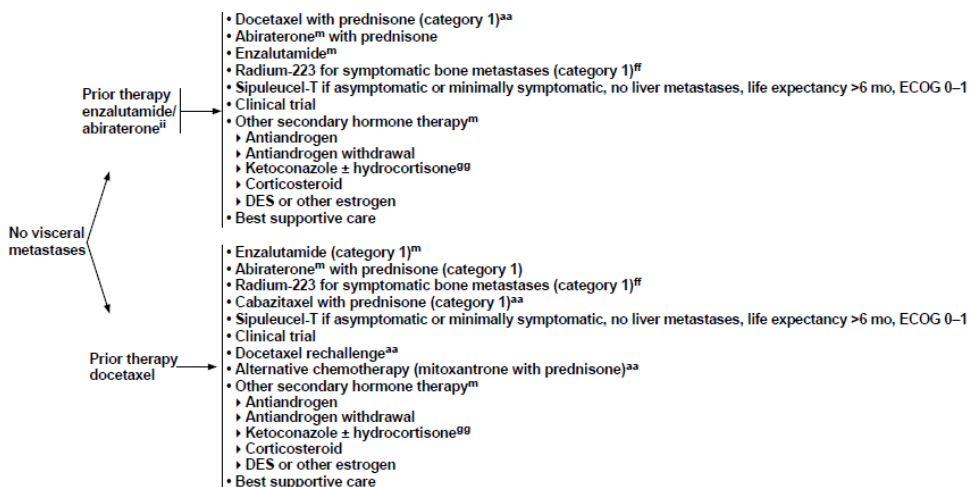 No visceral
metastases
Prior therapy
enzalutamide/
abirateroneii
• Docetaxel with prednisone (category 1)aa
• Abirateronem with prednisone
• Enzalutamidem
• Radium-223 for symptomatic bone metastases (category 1)ff
• Sipuleucel-T if asymptomatic or minimally symptomatic, no liver metastases, life expectancy >6 mo, ECOG 0–1
• Clinical trial
• Other secondary hormone therapym
▸ Antiandrogen
▸ Antiandrogen withdrawal
▸ Ketoconazole ± hydrocortisonegg
▸ Corticosteroid
▸ DES or other estrogen
• Best supportive care
Prior therapy
docetaxel
• Enzalutamide (category 1)m
• Abirateronem with prednisone (category 1)
• Radium-223 for symptomatic bone metastases (category 1)ff
• Cabazitaxel with prednisone (category 1)aa
• Sipuleucel-T if asymptomatic or minimally symptomatic, no liver metastases, life expectancy >6 mo, ECOG 0–1
• Clinical trial
• Docetaxel rechallengeaa
• Alternative chemotherapy (mitoxantrone with prednisone)aa
• Other secondary hormone therapym
▸ Antiandrogen
▸ Antiandrogen withdrawal
▸ Ketoconazole ± hydrocortisonegg
▸ Corticosteroid
▸ DES or other estrogen
• Best supportive care